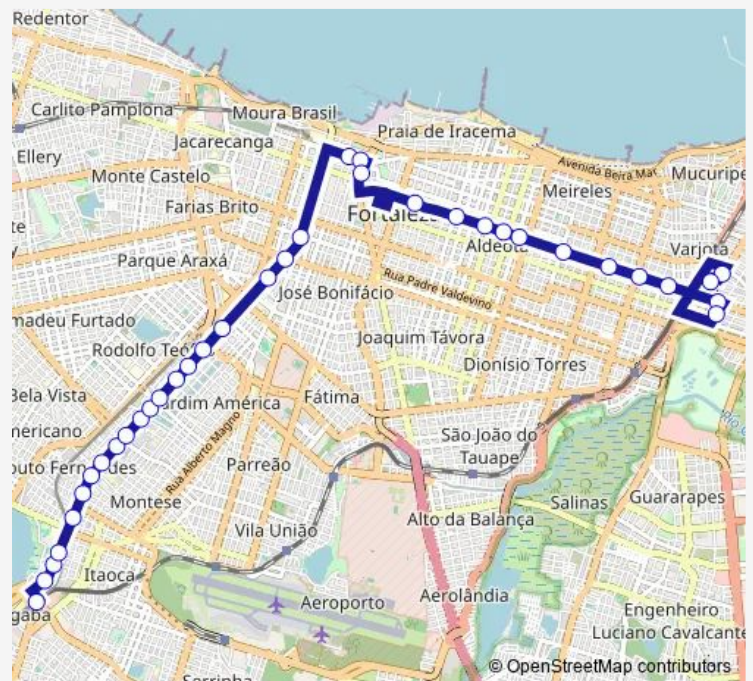 Redentor
Carlito Pamplona
Moura Brasil
Praia de Iracema
Jacarecanga
Ellery
Avenida Beira Mar
Monte Castelo
Meireles
Mucuripe
Farias Brito
Fortaleza
Aldeota
Varjota
Parque Araxá
Rua Padre Valdevino
José Bonifácio
madeu Furtado
Joaquim Távora
Rodolfo Teó
Dionísio Torres
Bela Vista
Fátima
rdim América
mericano
São João do
Tauape
Rua Alberto Magno
outo Fernandes
Parreão
Guararapes
Salinas
Montese
Alto da Balança
Vila União
Itaoca
Aeroporto
Aerolândia
Engenheiro
Luciano Cavalcante
gaba
Serrinha
© OpenStreetMap contributors